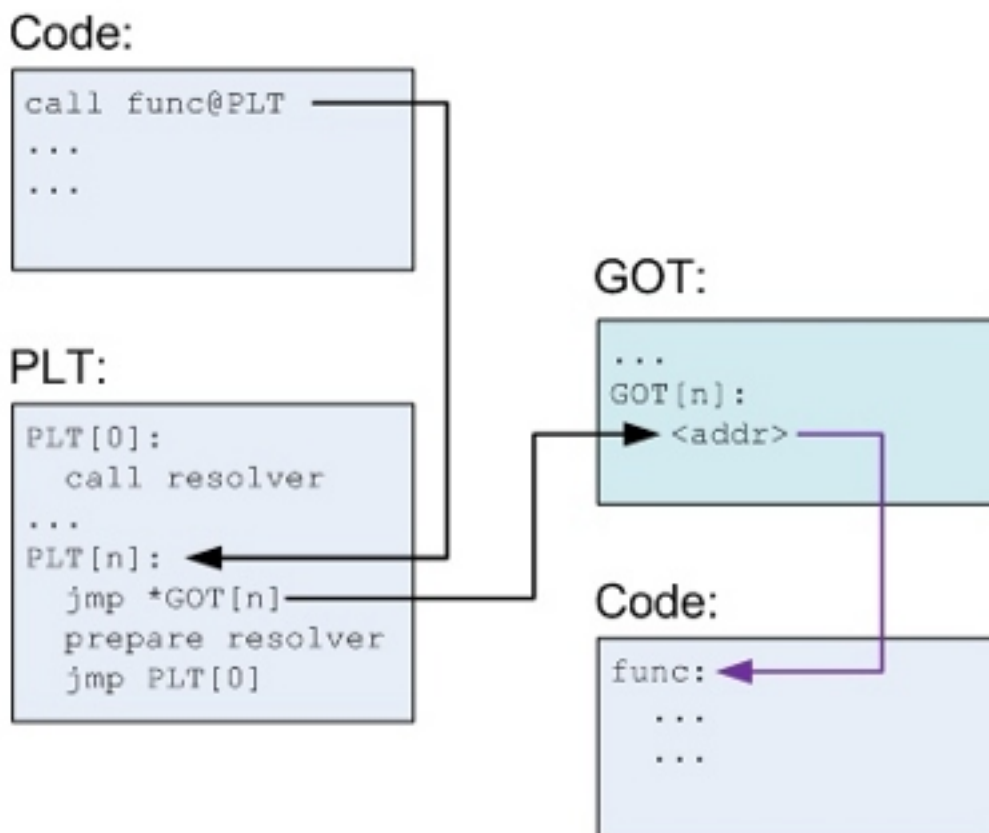 Code:
call func@PLT
...
...
PLT:
PLT[0]:
call resolver
...
PLT[n]:
jmp *GOT[n]
prepare resolver
jmp PLT[0]
GOT:
...
GOT[n]:
<addr>
Code:
func:
...
...